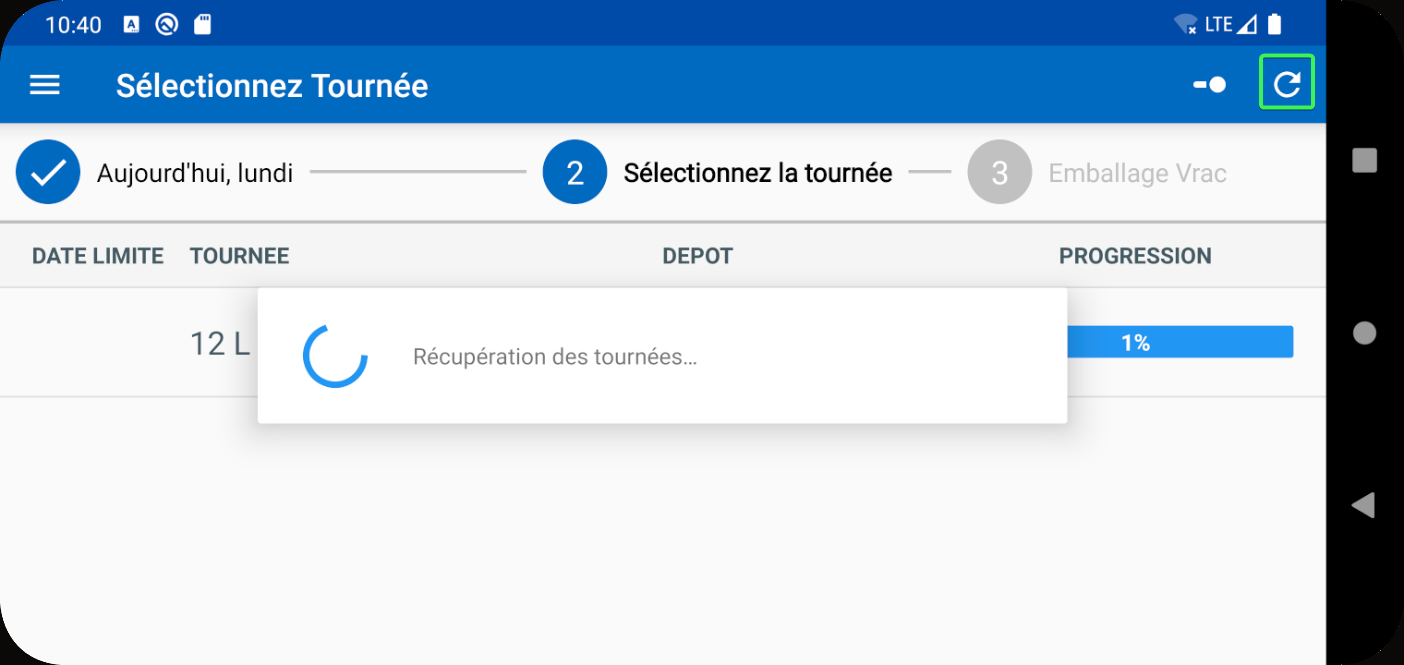 10:40 LTE
Sélectionnez Tournée
Aujourd'hui, lundi 2 Sélectionnez la tournée 3 Emballage Vrac
DATE LIMITE TOURNEE DEPOT PROGRESSION
12 L 1%
Récupération des tournées...